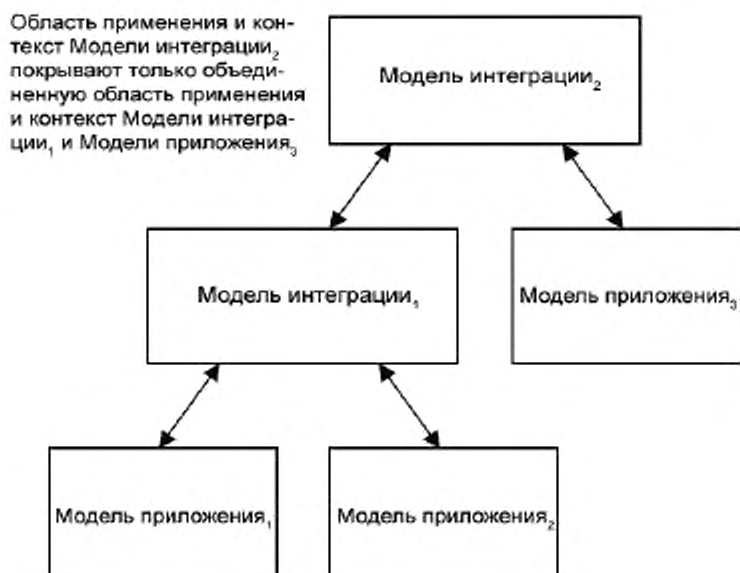 Область применения и кон-
текст Модели интеграции₂
покрывают только объеди-
ненную область применения
и контекст Модели интегра-
ции₁ и Модели приложения₃
Модель интеграции₂
Модель интеграции₁
Модель приложения₃
Модель приложения₁
Модель приложения₂